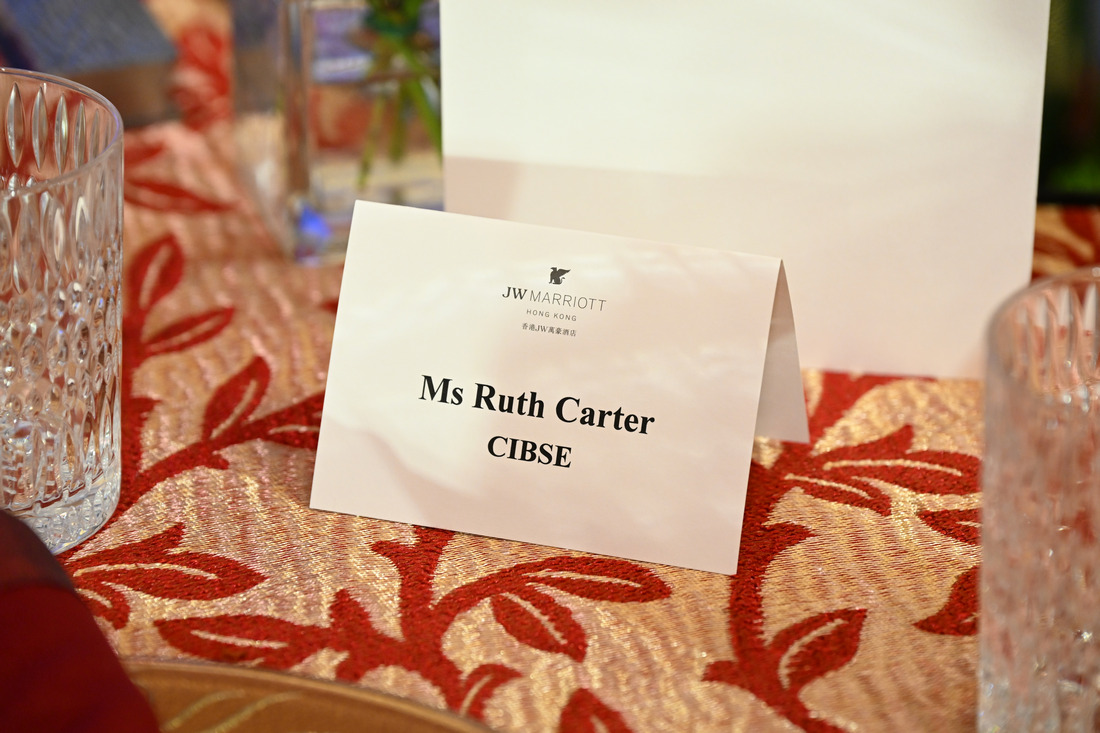 JW MARRIOTT
HONG KONG
香港JW萬豪酒店
Ms Ruth Carter
CIBSE